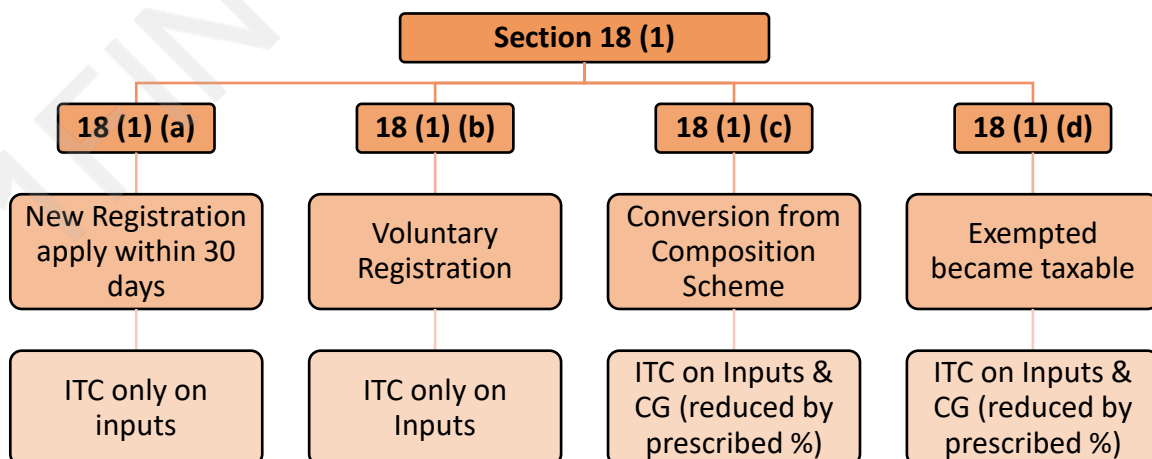 Section 18 (1)
18 (1) (a)
18 (1) (b)
18 (1) (c)
18 (1) (d)
New Registration
apply within 30
days
Voluntary
Registration
Conversion from
Composition
Scheme
Exempted
became taxable
ITC only on
inputs
ITC only on
Inputs
ITC on Inputs &
CG (reduced by
prescribed %)
ITC on Inputs &
CG (reduced by
prescribed %)